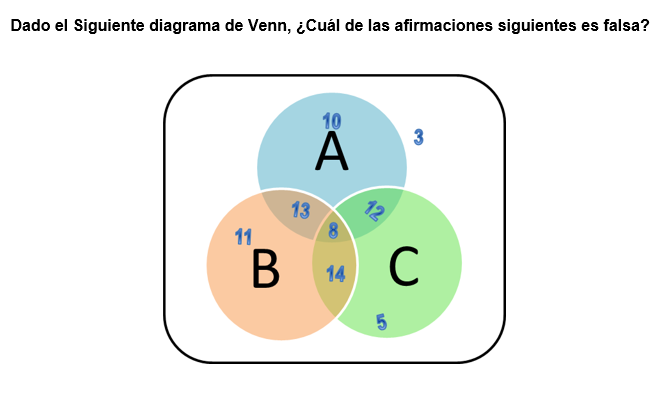 Dado el Siguiente diagrama de Venn, ¿Cuál de las afirmaciones siguientes es falsa?
10
A
3
13
12
8
11
B
C
14
5